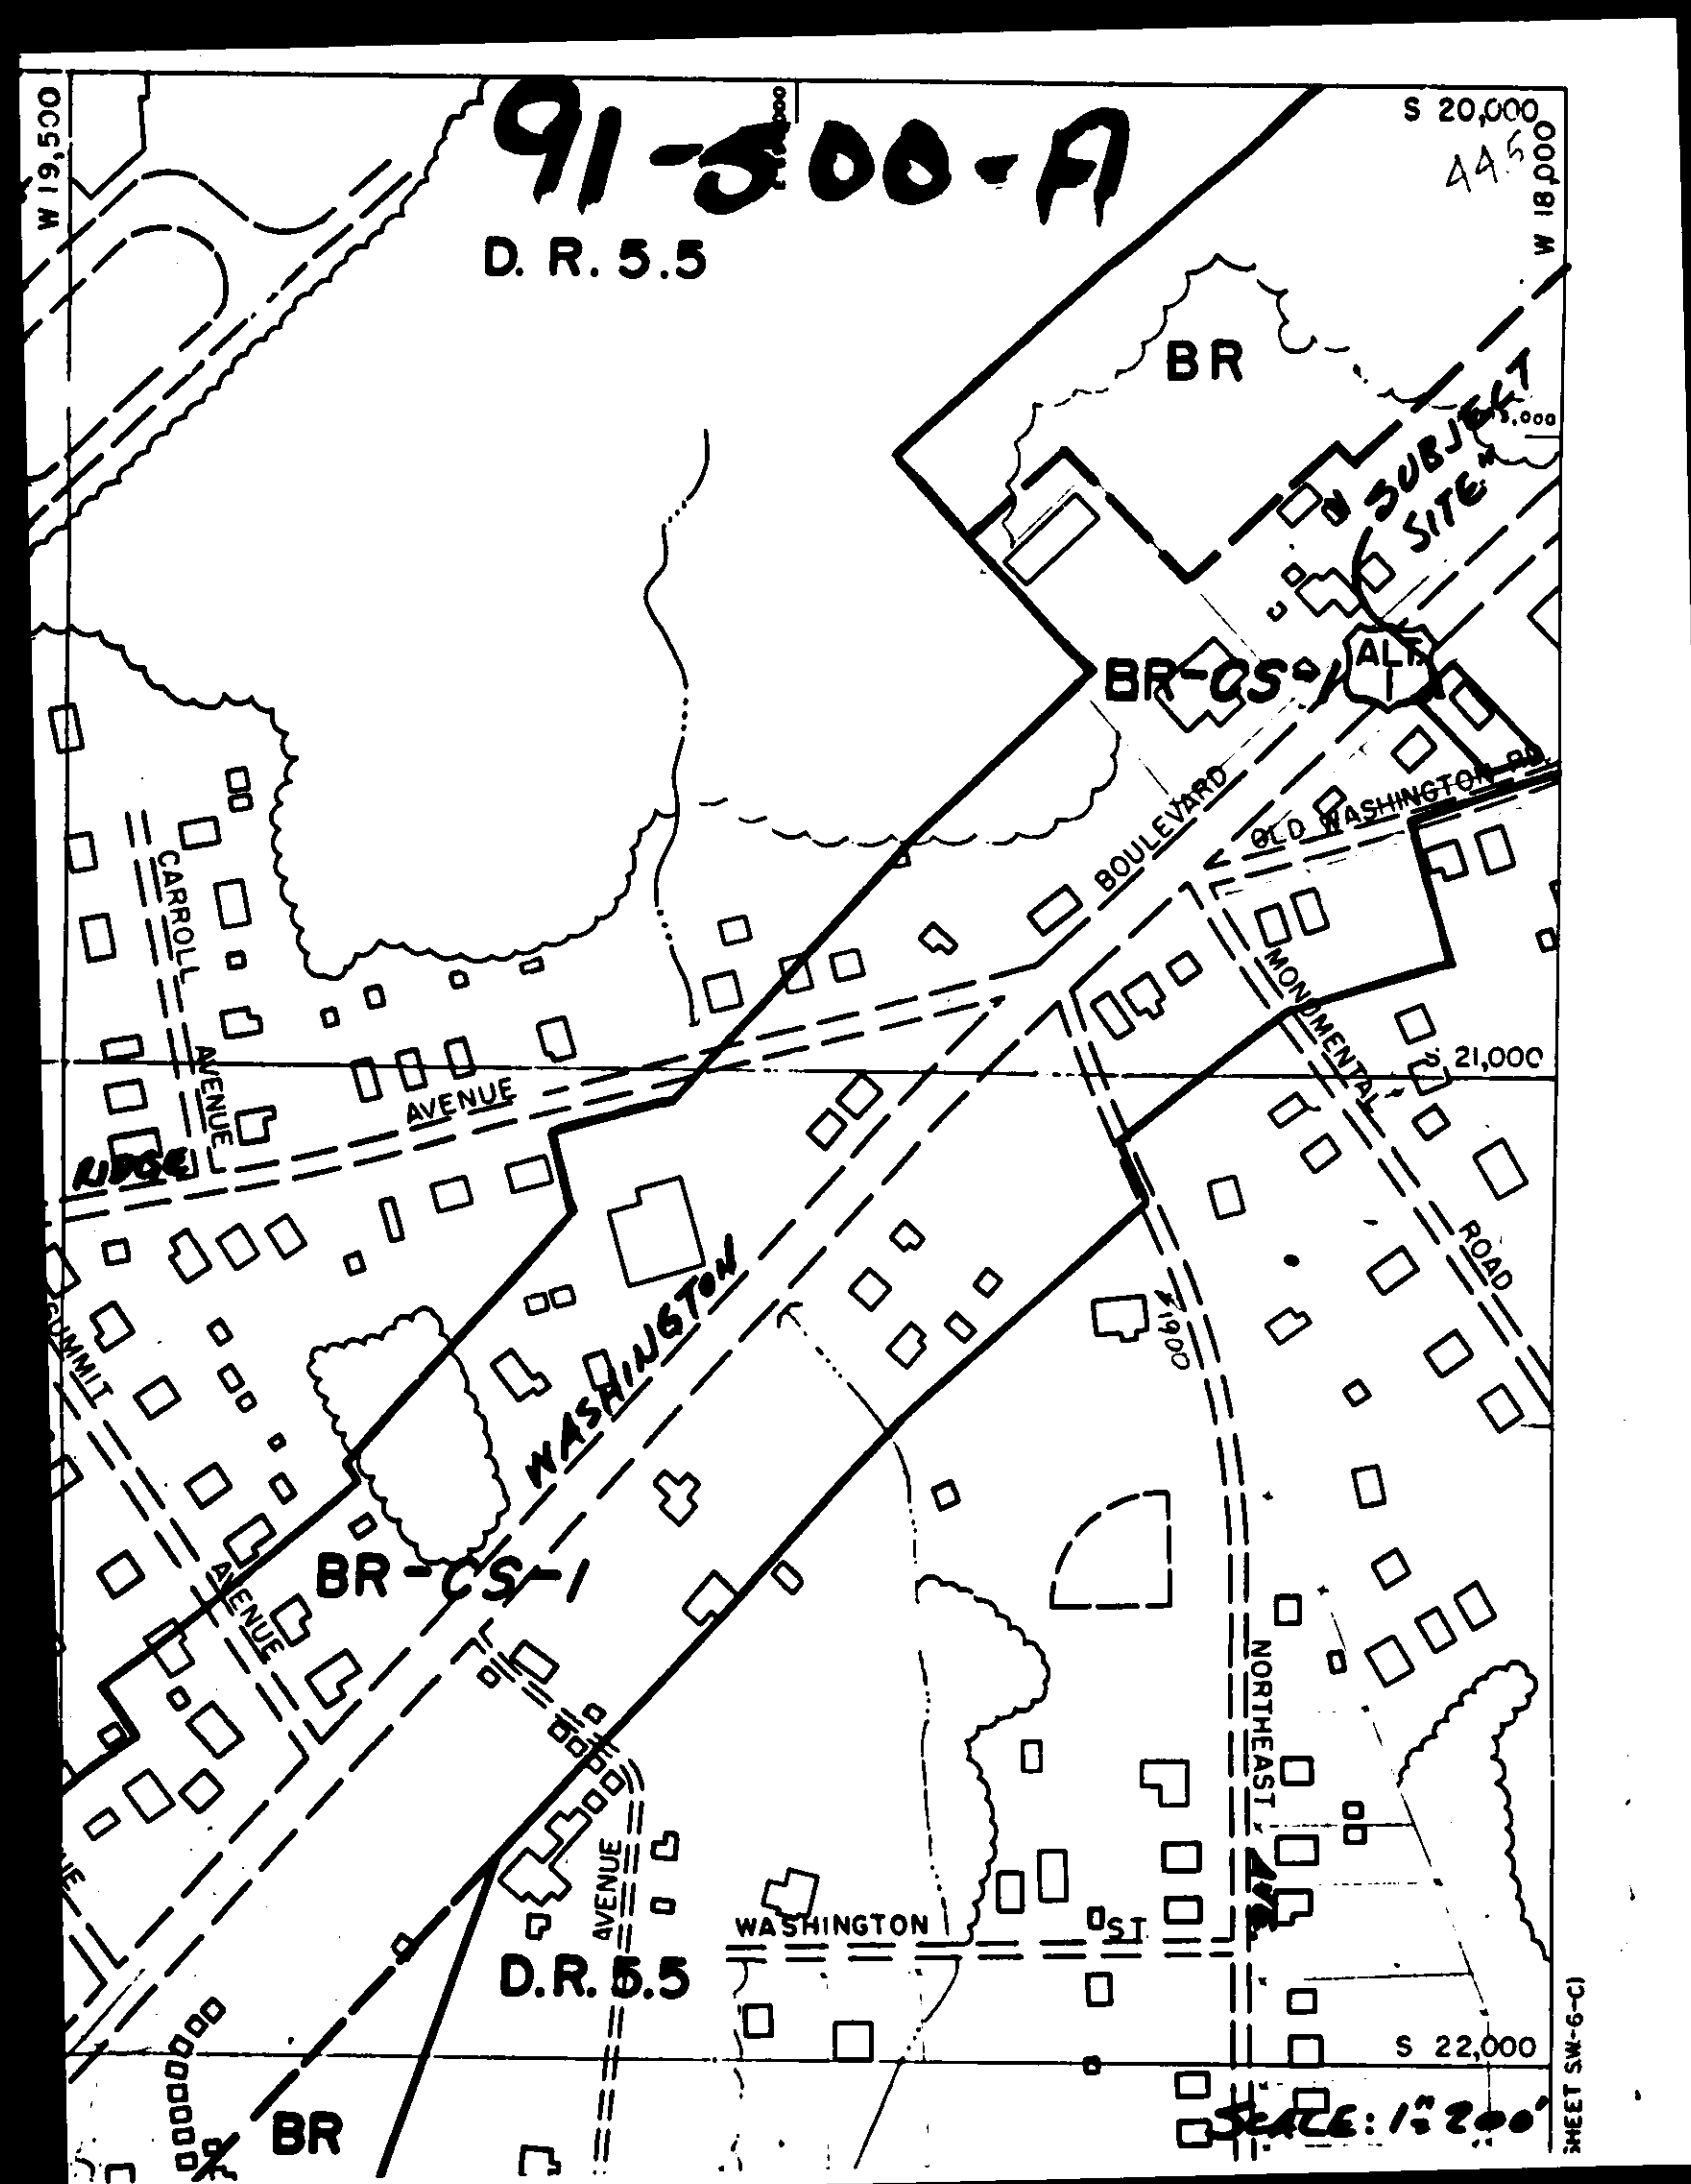 W 19,500
91-500-A
S 20,000
445
W 18,000
D. R. 5.5
BR
"SUBJECT
SITE"
BR-CS-1
ALT.
1
BOULEVARD
OLD WASHINGTON RD.
CARROLL
AVENUE
MONUMENTAL
ROAD
S 21,000
RIDGE
AVENUE
SUMMIT
AVENUE
WASHINGTON
1900
BR-CS-1
NORTHEAST
AVENUE
WASHINGTON ST
AVE
D.R. 5.5
S 22,000
BR
SCALE: 1"=200'
SHEET S.W.-6-C)